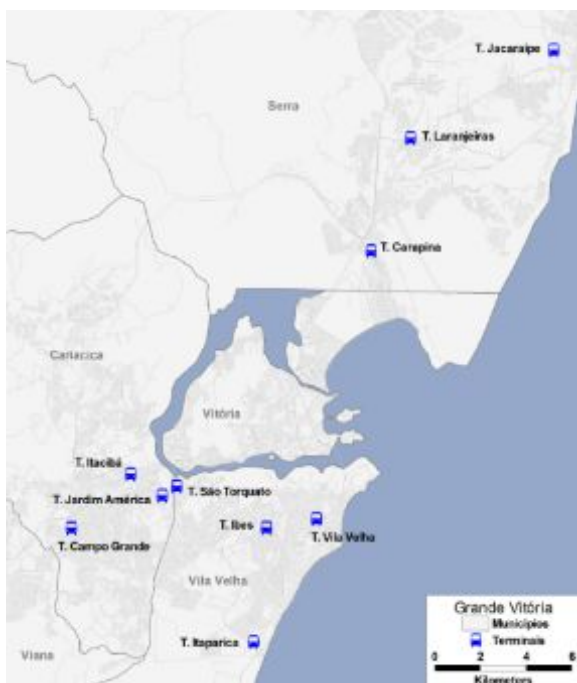 T. Jacaraipe
Serra
T. Laranjeiras
T. Carapina
Cariacica
Vitória
T. Itacibá
T. São Torquato
T. Jardim América
T. Ibes
T. Vila Velha
T. Campo Grande
Vila Velha
T. Itaparica
Viana
Grande Vitória
Municípios
Terminais
0 2 4 6
Kilometers